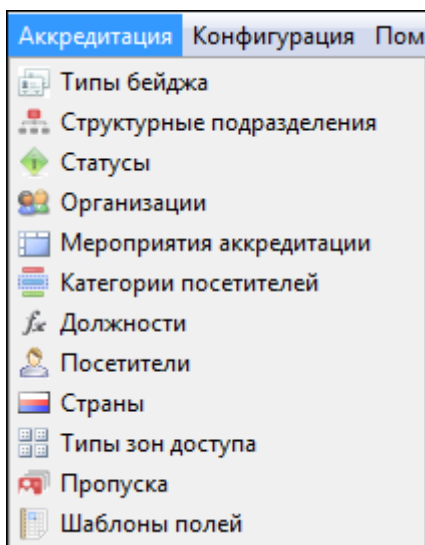 Аккредитация Конфигурация Пом
Типы бейджа
Структурные подразделения
Статусы
Организации
Мероприятия аккредитации
Категории посетителей
Должности
Посетители
Страны
Типы зон доступа
Пропуска
Шаблоны полей